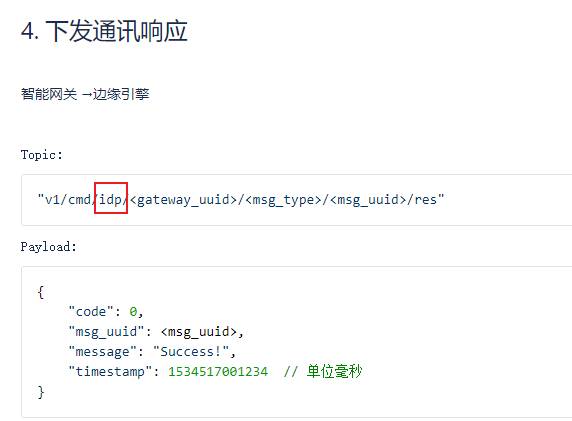 4. 下发通讯响应
智能网关 →边缘引擎
Topic:
"v1/cmd/idp/<gateway_uuid>/<msg_type>/<msg_uuid>/res"
Payload:
{
"code": 0,
"msg_uuid": <msg_uuid>,
"message": "Success!",
"timestamp": 1534517001234  // 单位毫秒
}